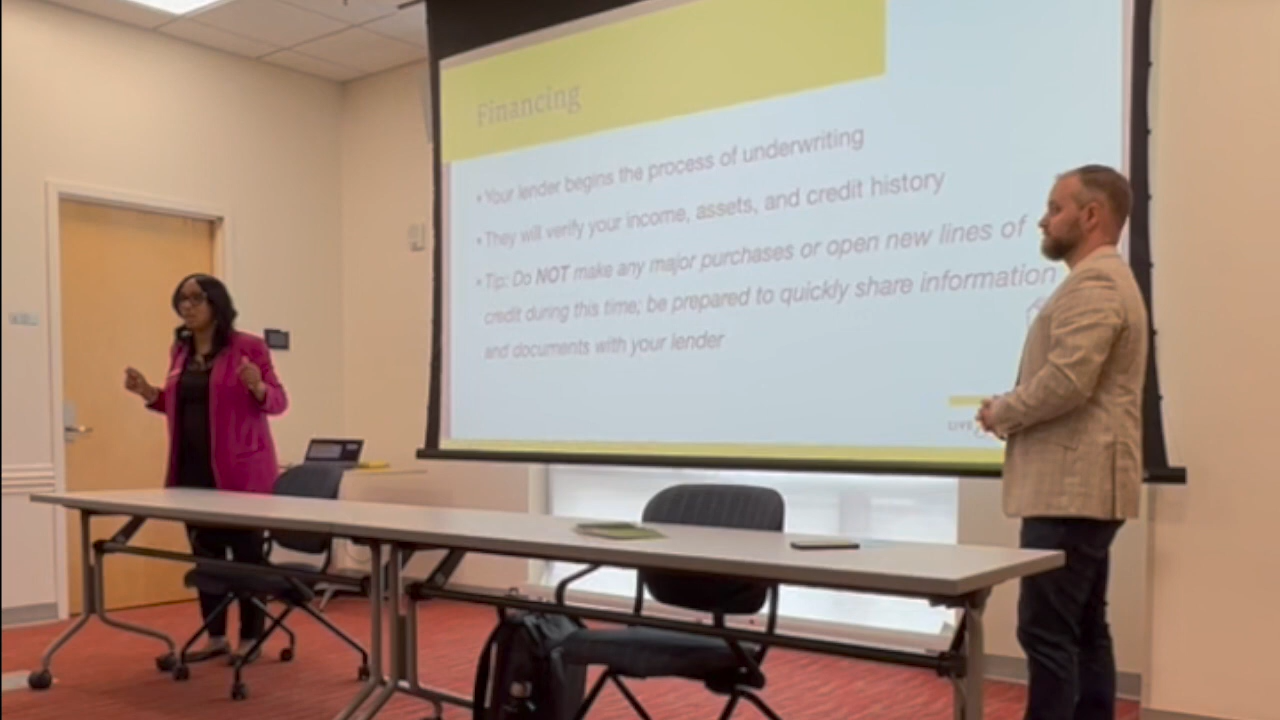 Financing
• Your lender begins the process of underwriting
• They will verify your income, assets, and credit history
• Tip: Do NOT make any major purchases or open new lines of
credit during this time; be prepared to quickly share information
and documents with your lender
LIVE